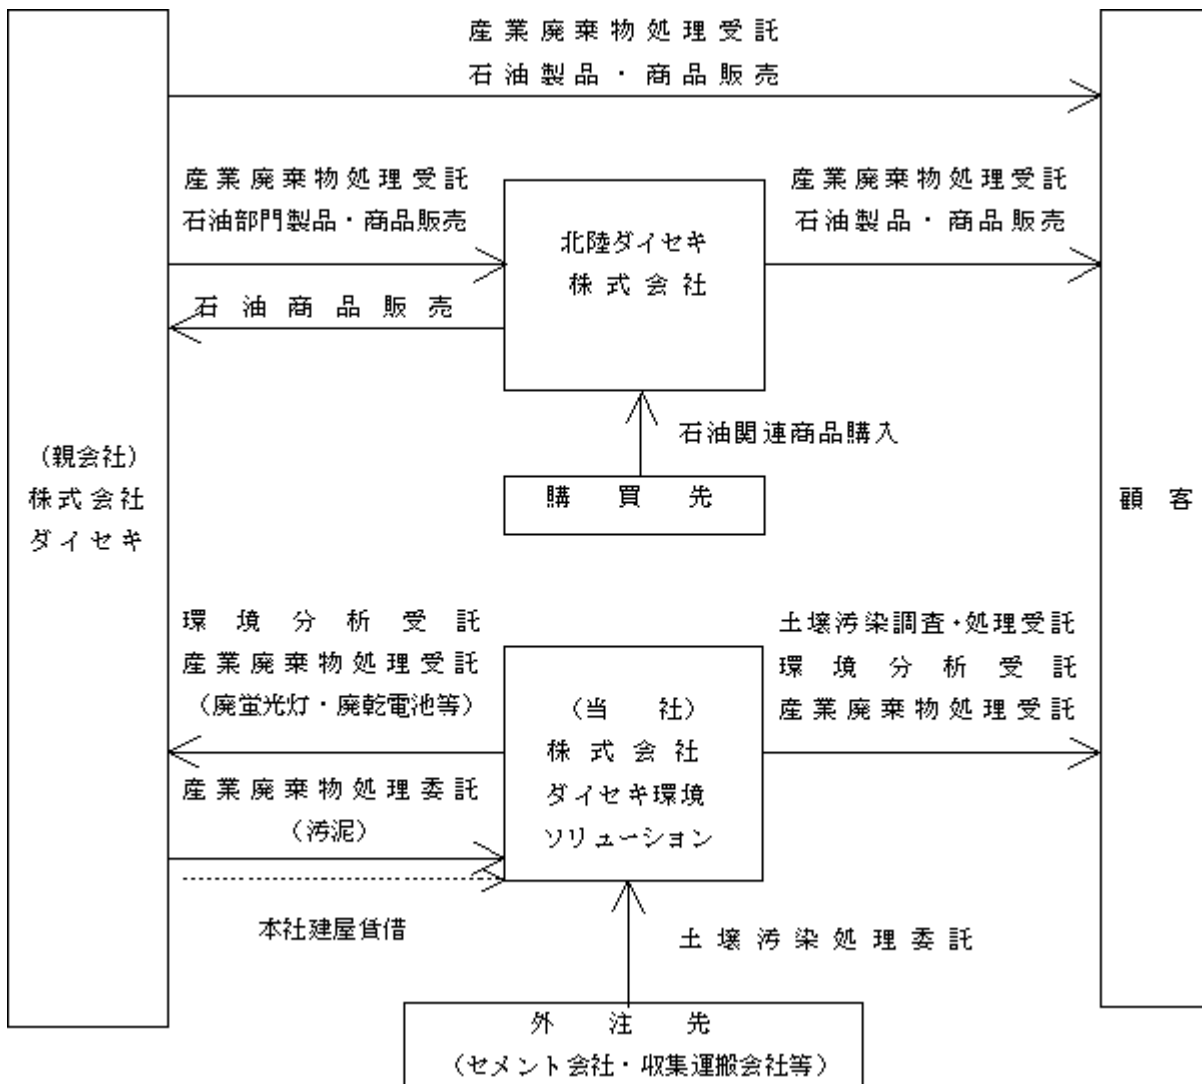 産業廃棄物処理受託
石油製品・商品販売
産業廃棄物処理受託
石油部門製品・商品販売
北陸ダイセキ
株式会社
産業廃棄物処理受託
石油製品・商品販売
石油商品販売
石油関連商品購入
購買先
(親会社)
株式会社
ダイセキ
顧客
環境分析受託
産業廃棄物処理受託
(廃蛍光灯・廃乾電池等)
(当社)
株式会社
ダイセキ環境
ソリューション
土壌汚染調査・処理受託
環境分析受託
産業廃棄物処理受託
産業廃棄物処理委託
(汚泥)
本社建屋賃借
土壌汚染処理委託
外注先
(セメント会社・収集運搬会社等)